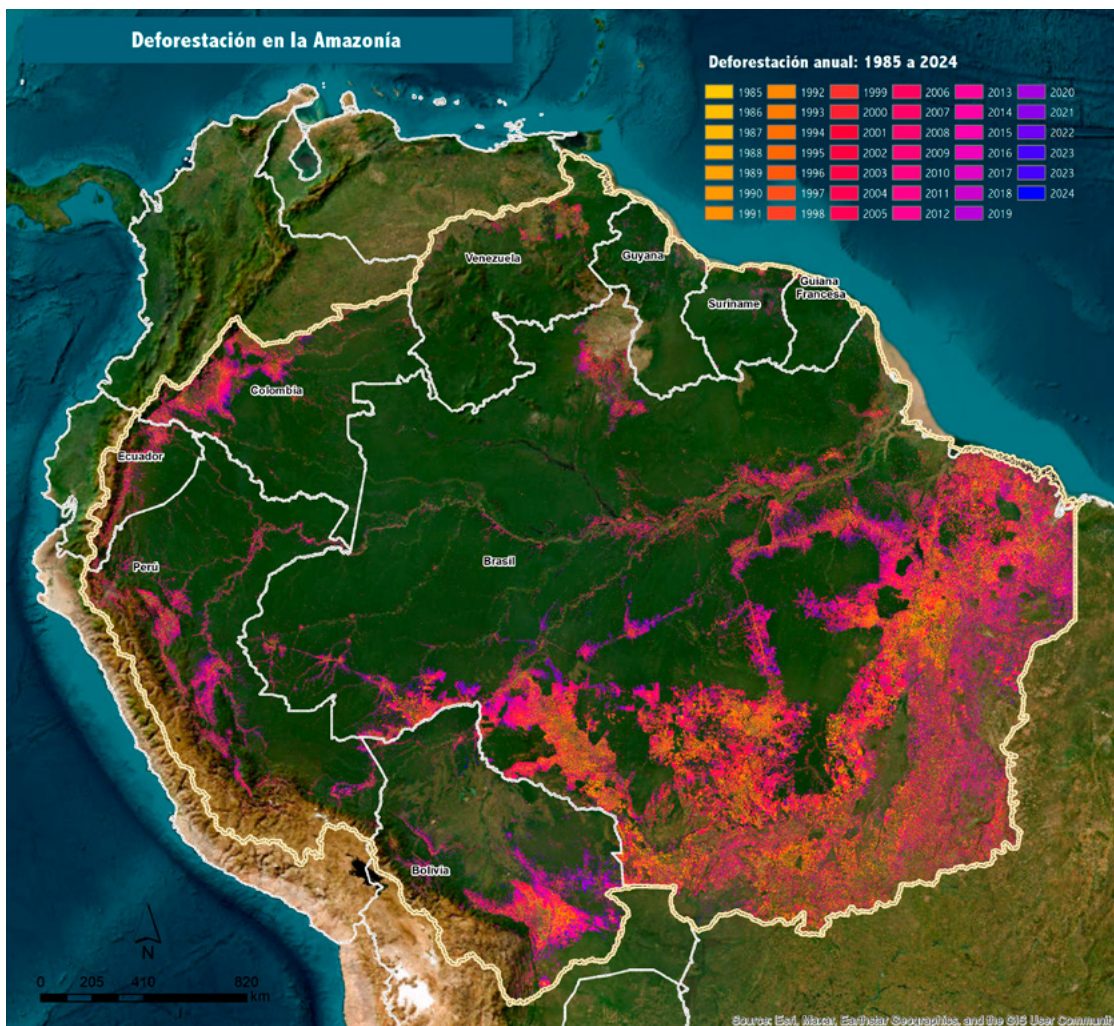 Deforestación en la Amazonía
Deforestación anual: 1985 a 2024
1985 1992 1999 2006 2013 2020
1986 1993 2000 2007 2014 2021
1987 1994 2001 2008 2015 2022
1988 1995 2002 2009 2016 2023
1989 1996 2003 2010 2017 2023
1990 1997 2004 2011 2018 2024
1991 1998 2005 2012 2019
Venezuela
Guyana
Suriname
Guiana
Francesa
Colombia
Ecuador
Perú
Brasil
Bolivia
N
0 205 410 820
km
Source: Esri, Maxar, Earthstar Geographics, and the GIS User Communit